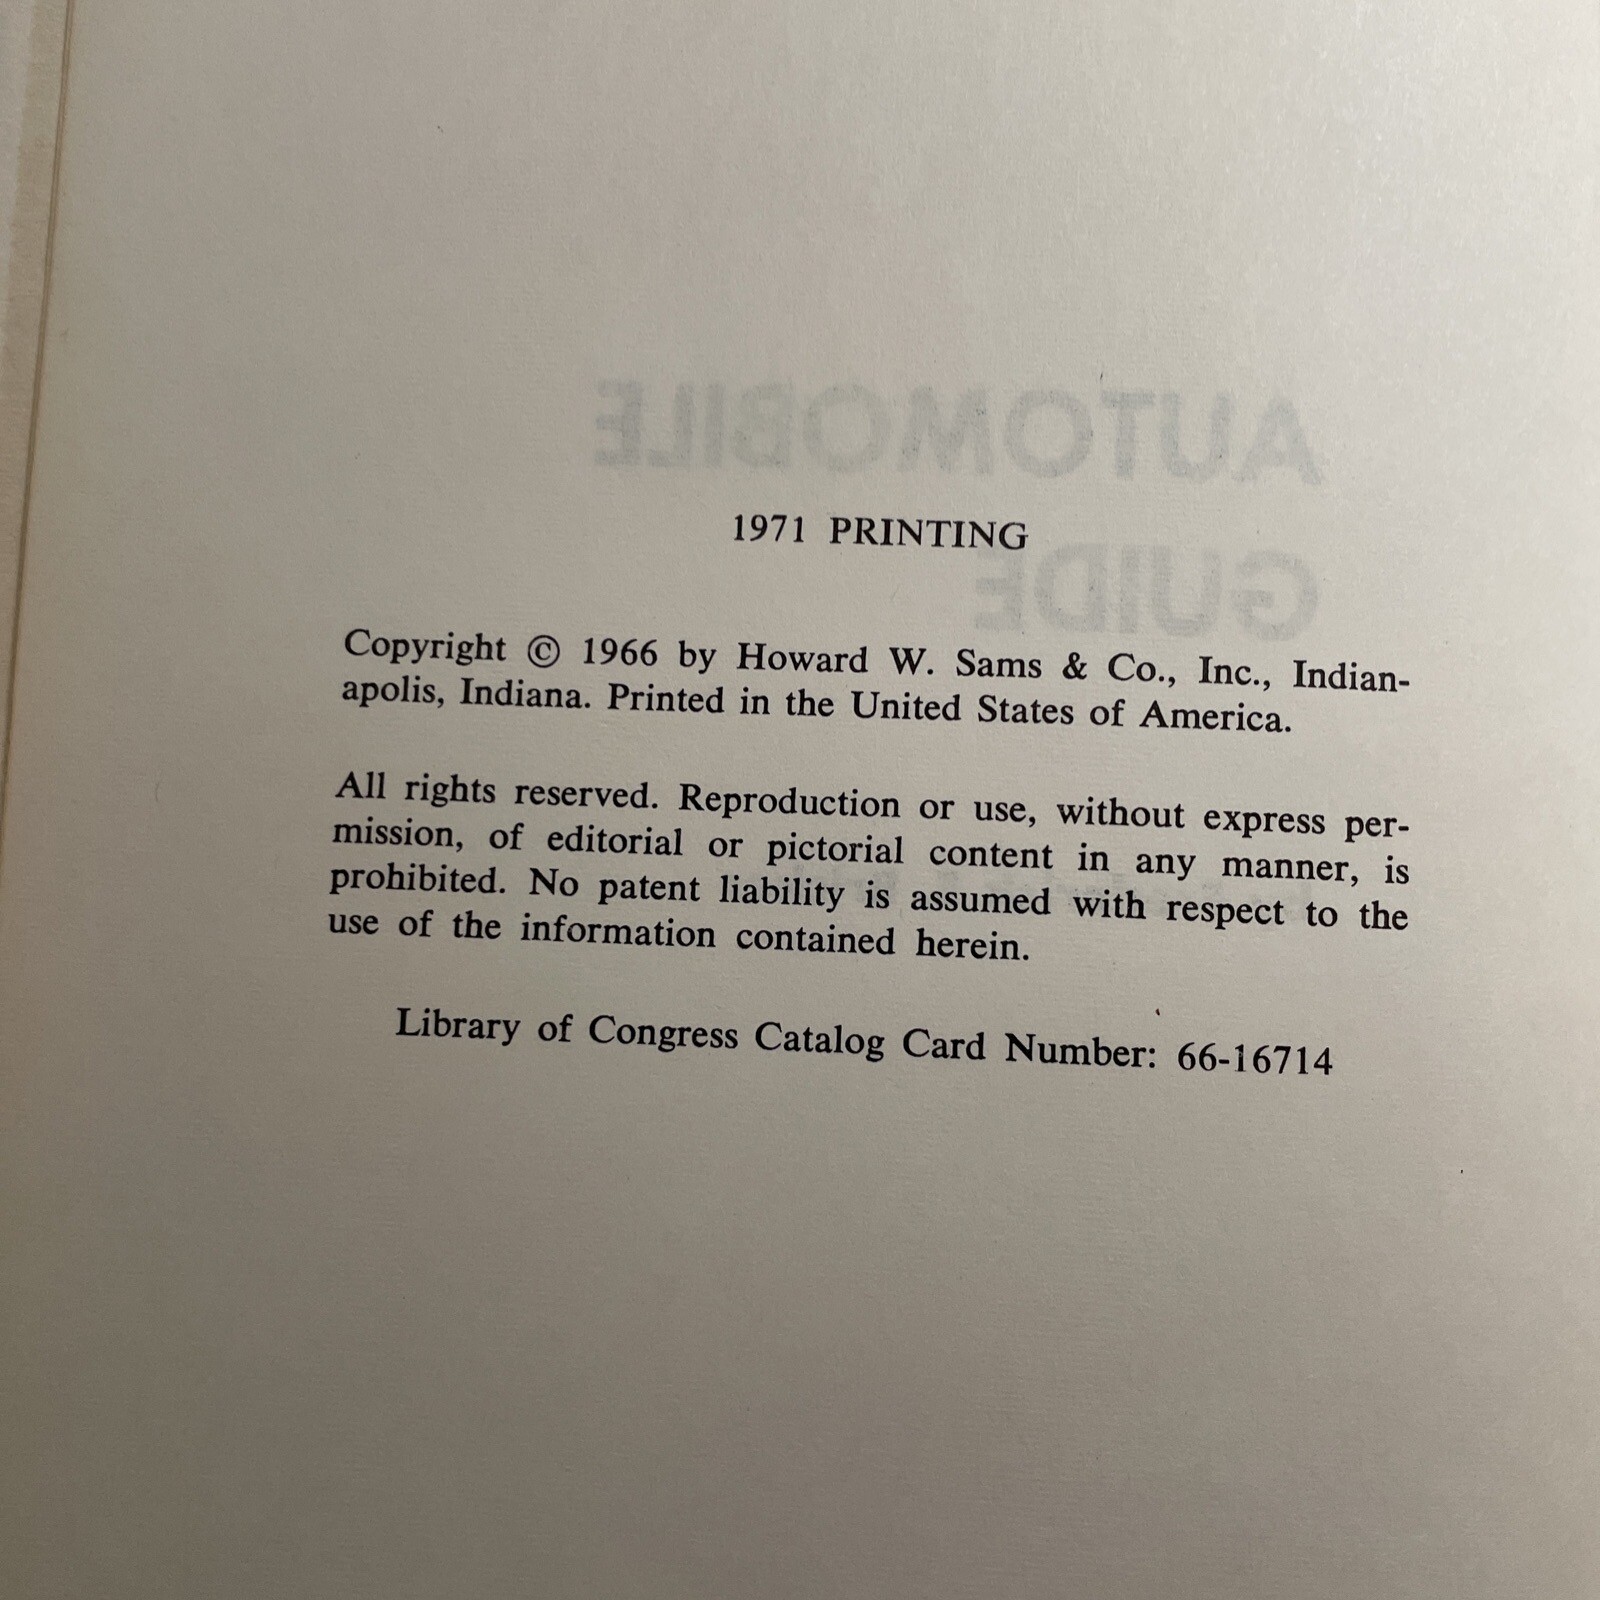 AUTOMOBILE
1971 PRINTING
GUIDE
Copyright © 1966 by Howard W. Sams & Co., Inc., Indian-
apolis, Indiana. Printed in the United States of America.
All rights reserved. Reproduction or use, without express per-
mission, of editorial or pictorial content in any manner, is
prohibited. No patent liability is assumed with respect to the
use of the information contained herein.
Library of Congress Catalog Card Number: 66-16714